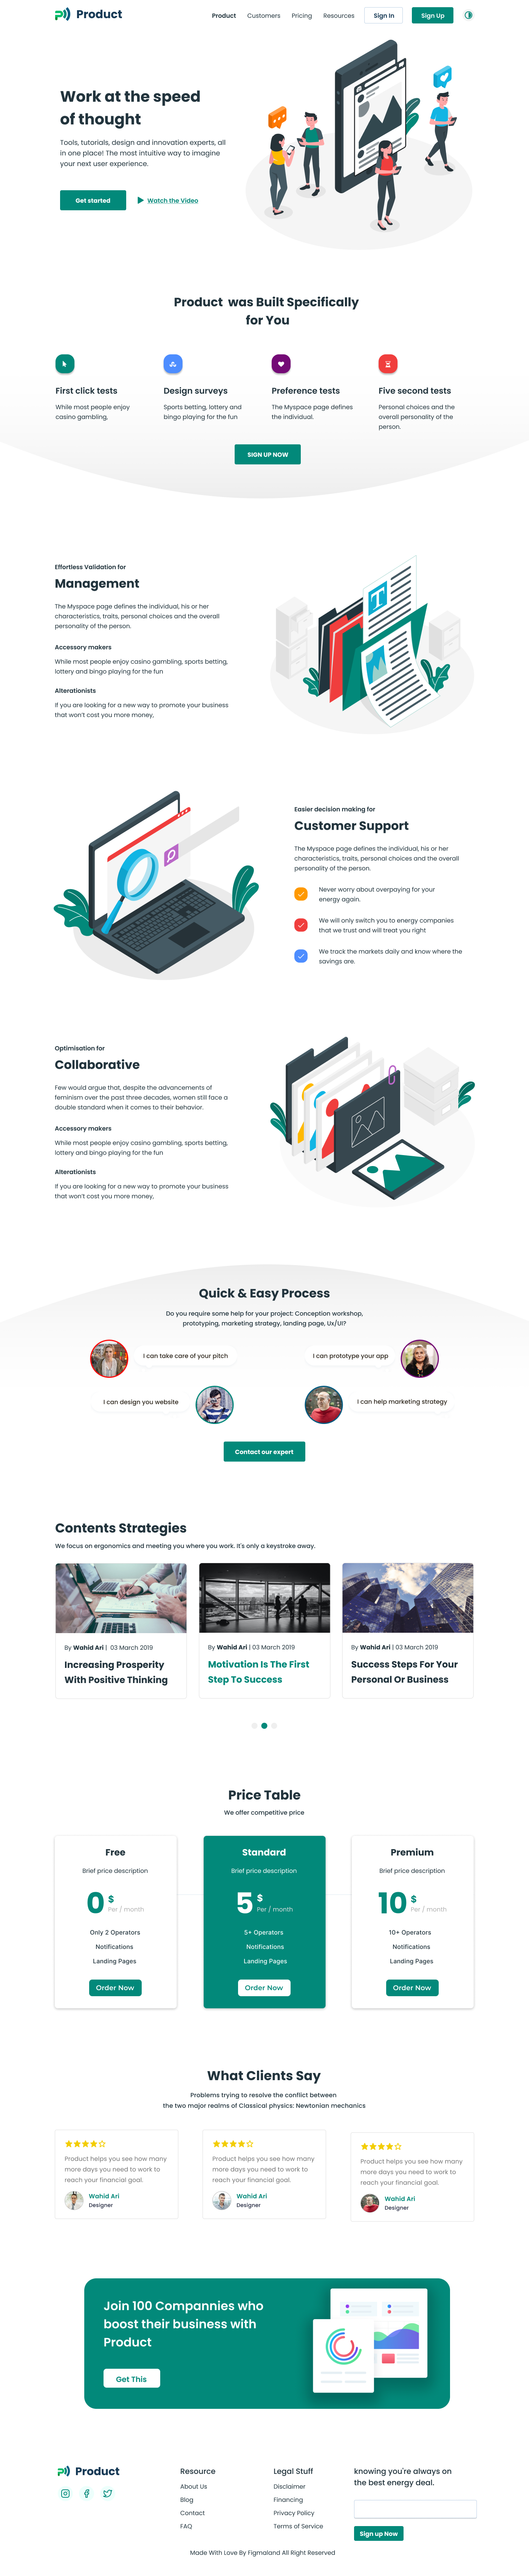 Product
Product Customers Pricing Resources Sign In Sign Up
Work at the speed
of thought
Tools, tutorials, design and innovation experts, all
in one place! The most intuitive way to imagine
your next user experience.
Get started
Watch the Video
Product was Built Specifically
for You
First click tests
While most people enjoy
casino gambling,
Design surveys
Sports betting, lottery and
bingo playing for the fun
Preference tests
The Myspace page defines
the individual.
Five second tests
Personal choices and the
overall personality of the
person.
SIGN UP NOW
Effortless Validation for
Management
The Myspace page defines the individual, his or her
characteristics, traits, personal choices and the overall
personality of the person.
Accessory makers
While most people enjoy casino gambling, sports betting,
lottery and bingo playing for the fun
Alterationists
If you are looking for a new way to promote your business
that won't cost you more money,
T
Easier decision making for
Customer Support
The Myspace page defines the individual, his or her
characteristics, traits, personal choices and the overall
personality of the person.
Never worry about overpaying for your
energy again.
We will only switch you to energy companies
that we trust and will treat you right
We track the markets daily and know where the
savings are.
Optimisation for
Collaborative
Few would argue that, despite the advancements of
feminism over the past three decades, women still face a
double standard when it comes to their behavior.
Accessory makers
While most people enjoy casino gambling, sports betting,
lottery and bingo playing for the fun
Alterationists
If you are looking for a new way to promote your business
that won't cost you more money,
Quick & Easy Process
Do you require some help for your project: Conception workshop,
prototyping, marketing strategy, landing page, Ux/UI?
I can take care of your pitch
I can prototype your app
I can design you website
I can help marketing strategy
Contact our expert
Contents Strategies
We focus on ergonomics and meeting you where you work. It's only a keystroke away.
By Wahid Ari | 03 March 2019
Increasing Prosperity
With Positive Thinking
By Wahid Ari | 03 March 2019
Motivation Is The First
Step To Success
By Wahid Ari | 03 March 2019
Success Steps For Your
Personal Or Business
Price Table
We offer competitive price
Free
Brief price description
0 $
Per / month
Only 2 Operators
Notifications
Landing Pages
Order Now
Standard
Brief price description
5 $
Per / month
5+ Operators
Notifications
Landing Pages
Order Now
Premium
Brief price description
10 $
Per / month
10+ Operators
Notifications
Landing Pages
Order Now
What Clients Say
Problems trying to resolve the conflict between
the two major realms of Classical physics: Newtonian mechanics
Product helps you see how many
more days you need to work to
reach your financial goal.
Wahid Ari
Designer
Product helps you see how many
more days you need to work to
reach your financial goal.
Wahid Ari
Designer
Product helps you see how many
more days you need to work to
reach your financial goal.
Wahid Ari
Designer
Join 100 Compannies who
boost their business with
Product
Get This
Product
Resource
About Us
Blog
Contact
FAQ
Legal Stuff
Disclaimer
Financing
Privacy Policy
Terms of Service
knowing you're always on
the best energy deal.
Sign up Now
Made With Love By Figmaland All Right Reserved